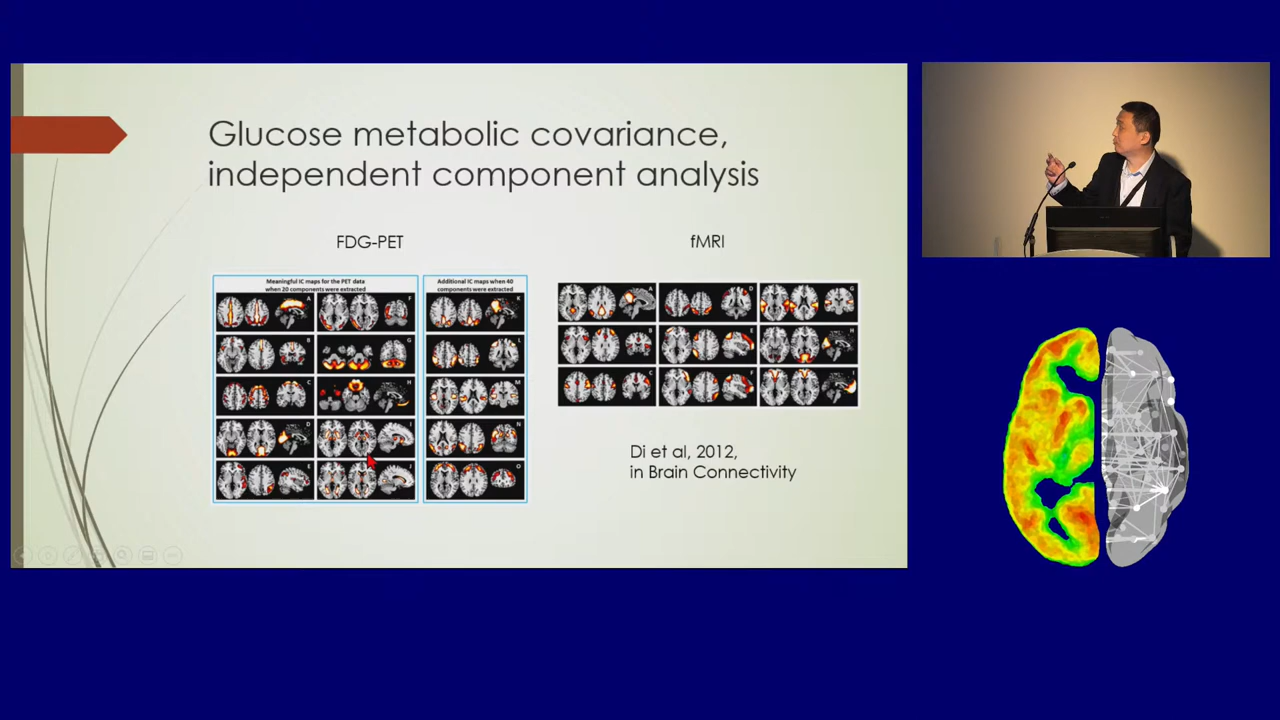 Glucose metabolic covariance,
independent component analysis
FDG-PET
fMRI
Meaningful IC maps for the PET data
when 20 components were extracted
Additional IC maps when 40
components were extracted
A
F
K
B
G
L
C
H
M
D
I
N
E
J
O
A
D
G
B
E
H
C
F
I
Di et al, 2012,
in Brain Connectivity